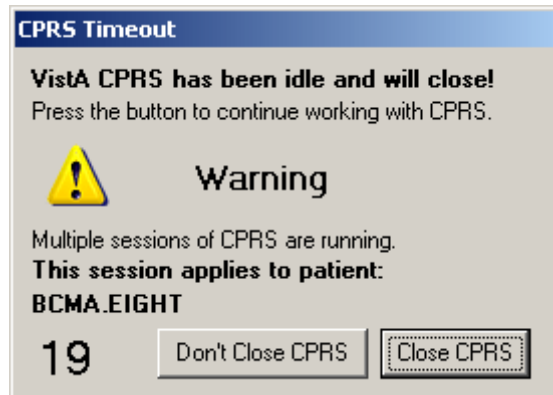 CPRS Timeout
VistA CPRS has been idle and will close!
Press the button to continue working with CPRS.
Warning
Multiple sessions of CPRS are running.
This session applies to patient:
BCMA.EIGHT
19 Don't Close CPRS Close CPRS